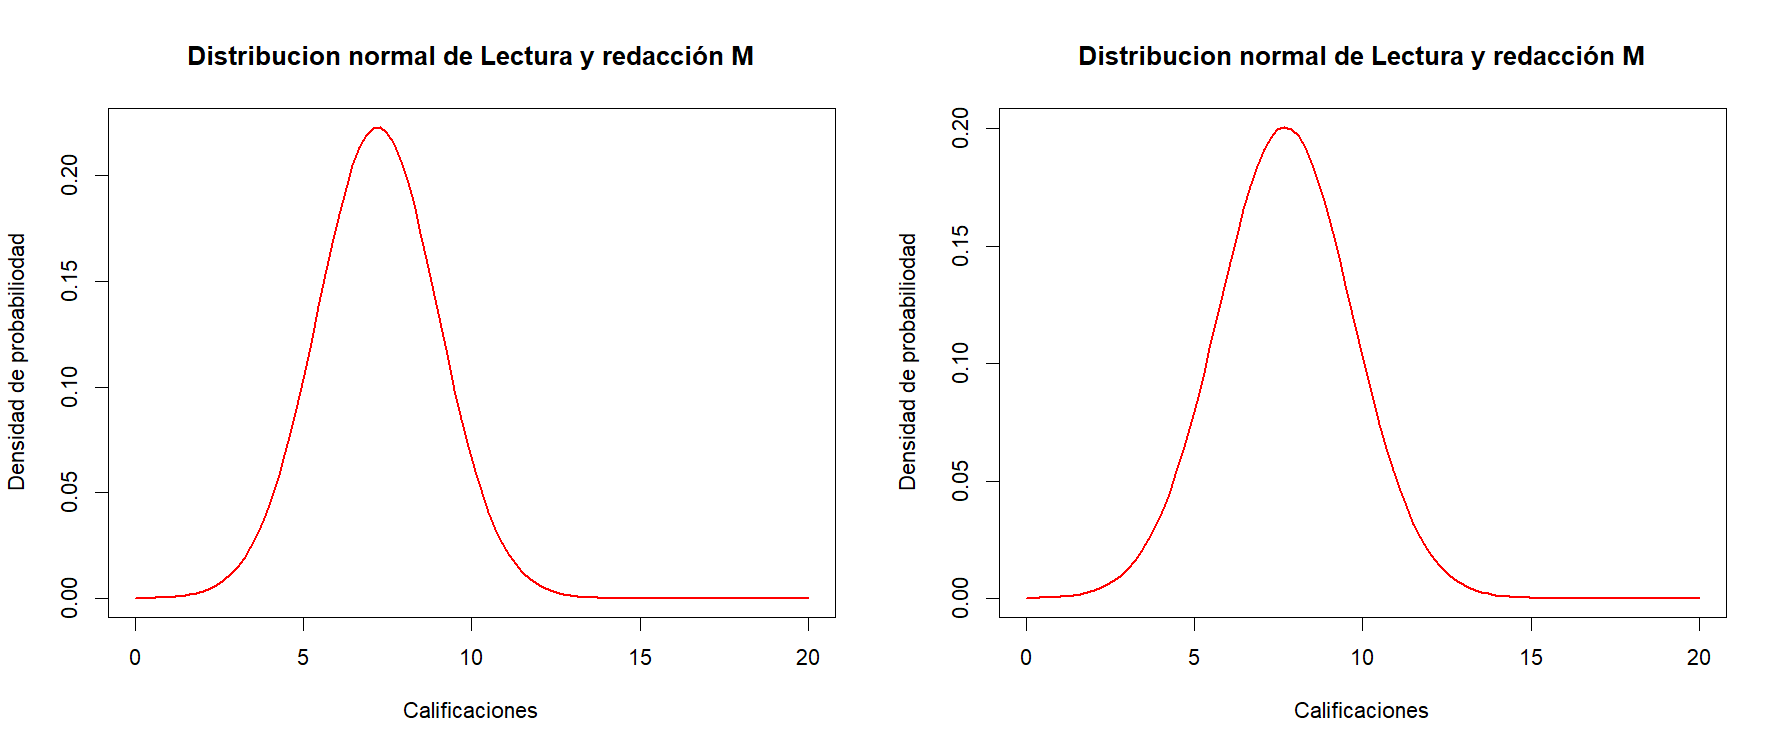 Distribucion normal de Lectura y redacción M
Densidad de probabiliodad
0.20
0.15
0.10
0.05
0.00
0 5 10 15 20
Calificaciones
Distribucion normal de Lectura y redacción M
Densidad de probabiliodad
0.20
0.15
0.10
0.05
0.00
0 5 10 15 20
Calificaciones